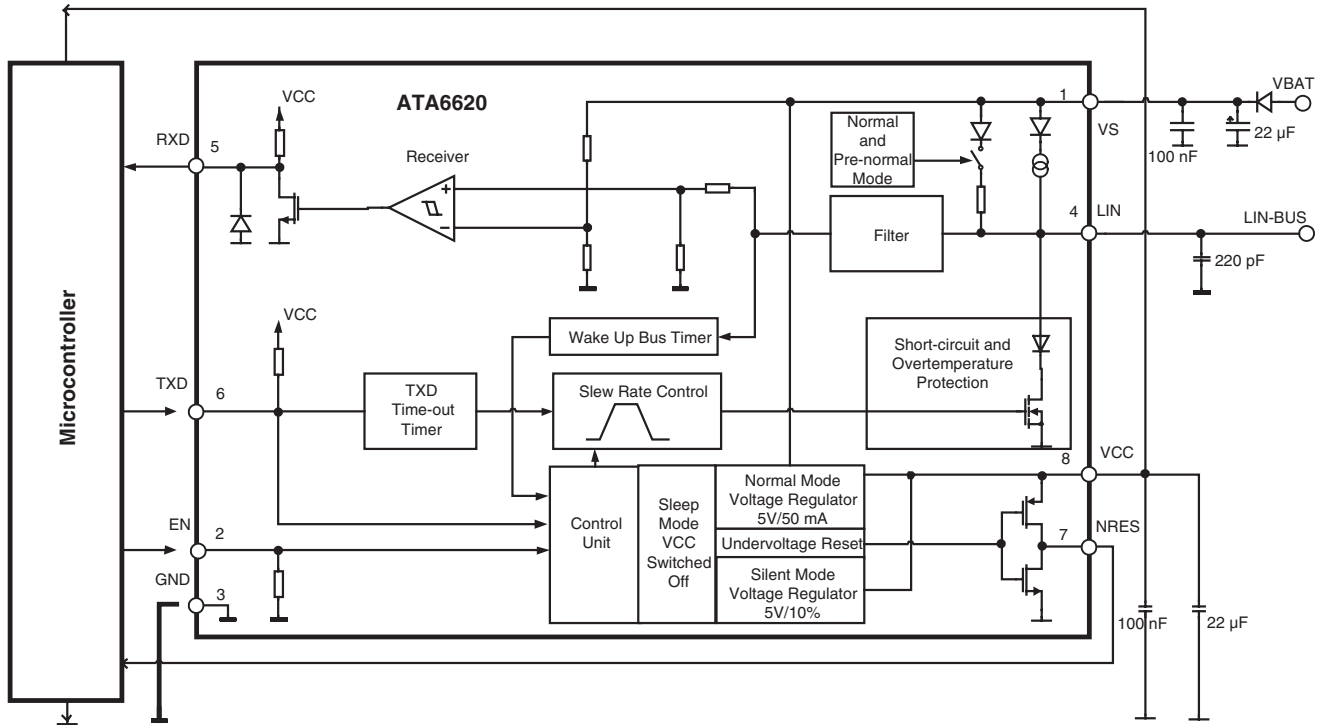 Microcontroller
ATA6620
VCC
RXD
5
Receiver
+
−
Normal
and
Pre-normal
Mode
1
VS
VBAT
100 nF
22 µF
4
LIN
LIN-BUS
Filter
220 pF
VCC
Wake Up Bus Timer
Short-circuit and
Overtemperature
Protection
TXD
6
TXD
Time-out
Timer
Slew Rate Control
8
VCC
EN
2
Control
Unit
Sleep
Mode
VCC
Switched
Off
Normal Mode
Voltage Regulator
5V/50 mA
Undervoltage Reset
Silent Mode
Voltage Regulator
5V/10%
7
NRES
GND
3
100 nF
22 µF